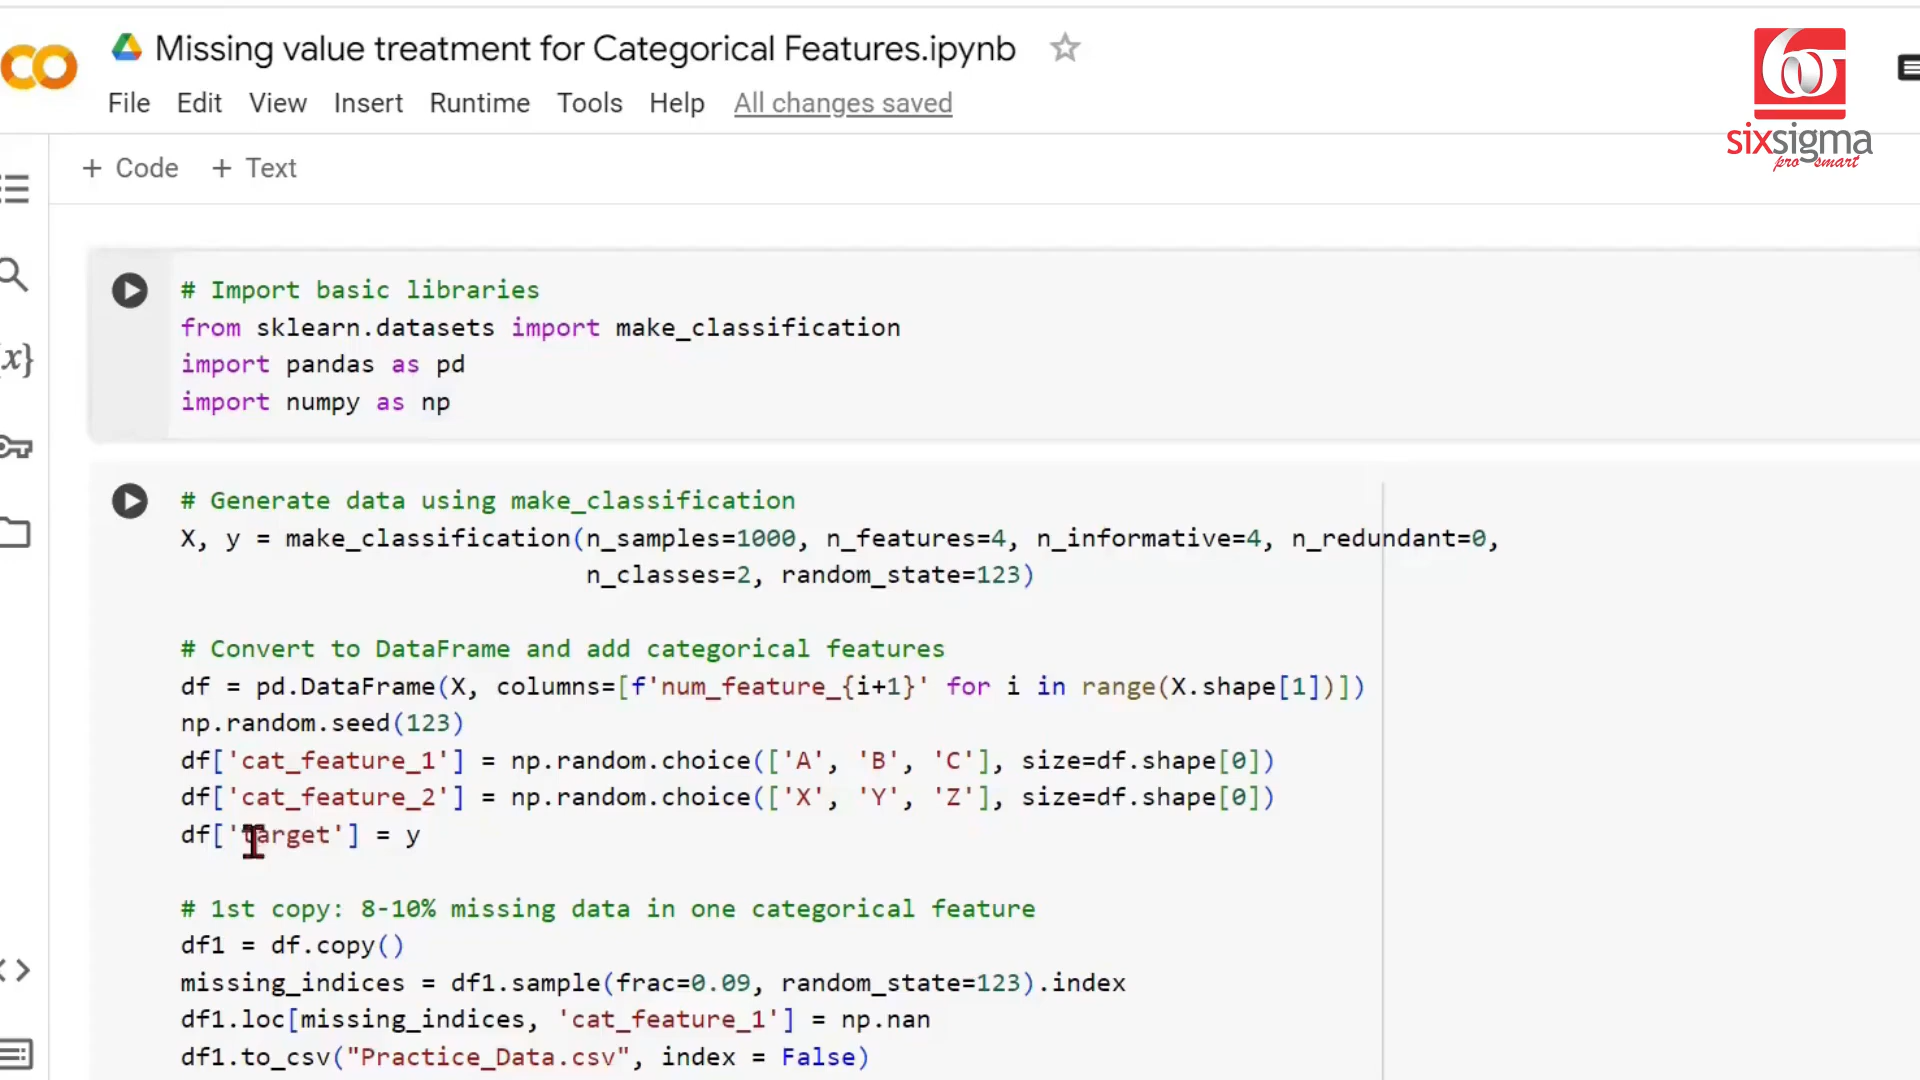 Missing value treatment for Categorical Features.ipynb
File Edit View Insert Runtime Tools Help All changes saved
sixsigma
pro smart
+ Code + Text
{x}
# Import basic libraries
from sklearn.datasets import make_classification
import pandas as pd
import numpy as np
# Generate data using make_classification
X, y = make_classification(n_samples=1000, n_features=4, n_informative=4, n_redundant=0,
n_classes=2, random_state=123)
# Convert to DataFrame and add categorical features
df = pd.DataFrame(X, columns=[f'num_feature_{i+1}' for i in range(X.shape[1])])
np.random.seed(123)
df['cat_feature_1'] = np.random.choice(['A', 'B', 'C'], size=df.shape[0])
df['cat_feature_2'] = np.random.choice(['X', 'Y', 'Z'], size=df.shape[0])
df['target'] = y
# 1st copy: 8-10% missing data in one categorical feature
df1 = df.copy()
missing_indices = df1.sample(frac=0.09, random_state=123).index
df1.loc[missing_indices, 'cat_feature_1'] = np.nan
df1.to_csv("Practice_Data.csv", index = False)